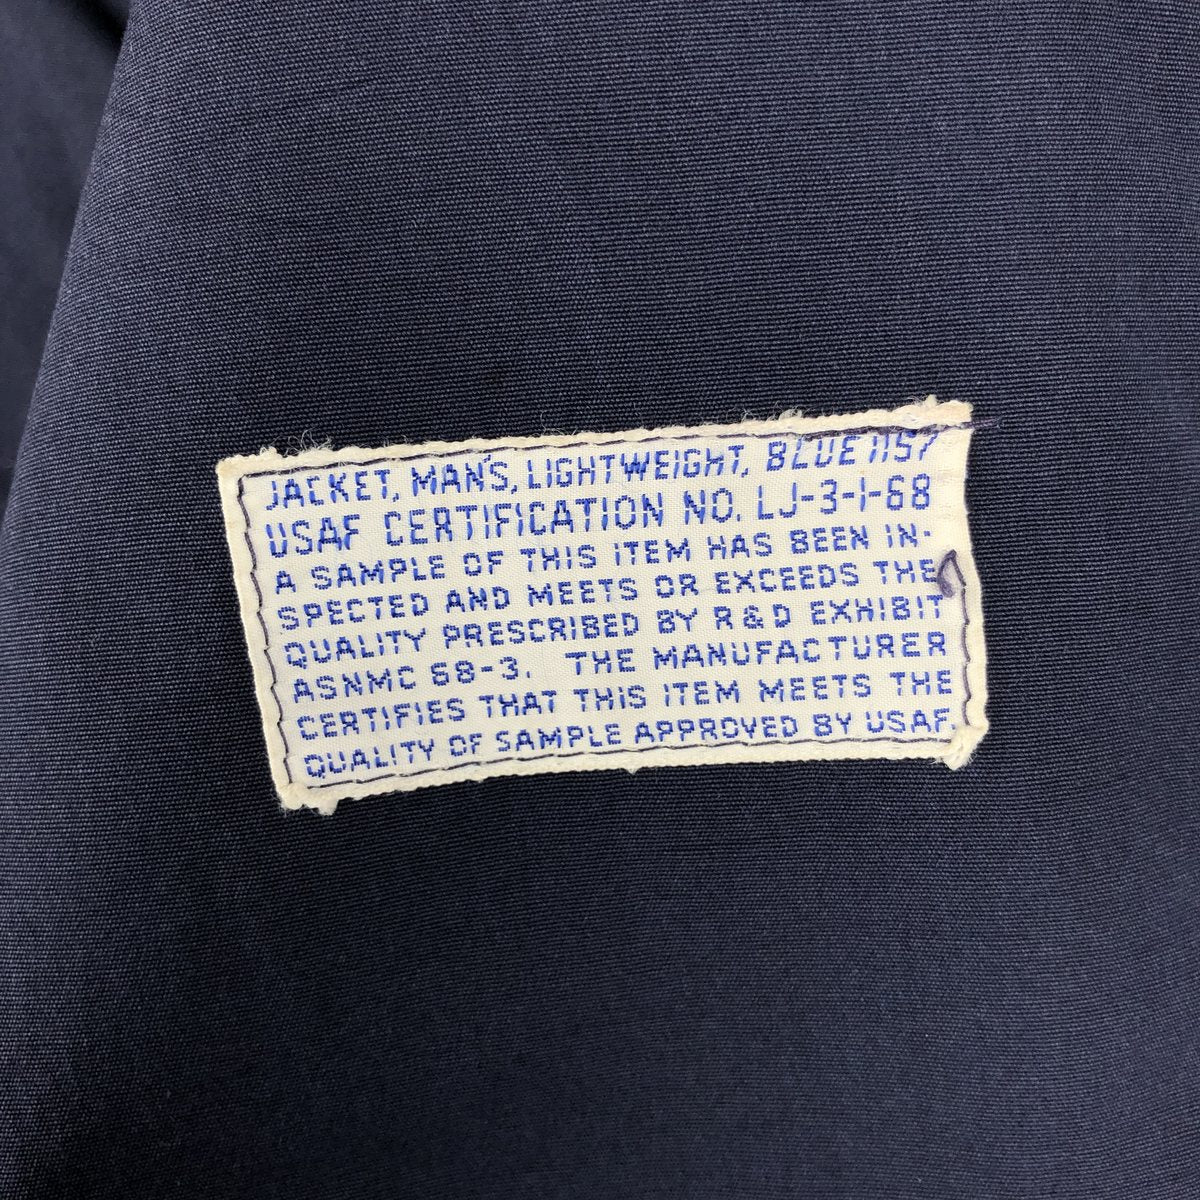 JACKET, MAN'S, LIGHTWEIGHT, BLUE 1157
USAF CERTIFICATION NO. LJ-3-1-68
A SAMPLE OF THIS ITEM HAS BEEN IN-
SPECTED AND MEETS OR EXCEEDS THE
QUALITY PRESCRIBED BY R & D EXHIBIT
ASNMC 68-3. THE MANUFACTURER
CERTIFIES THAT THIS ITEM MEETS THE
QUALITY OF SAMPLE APPROVED BY USAF.